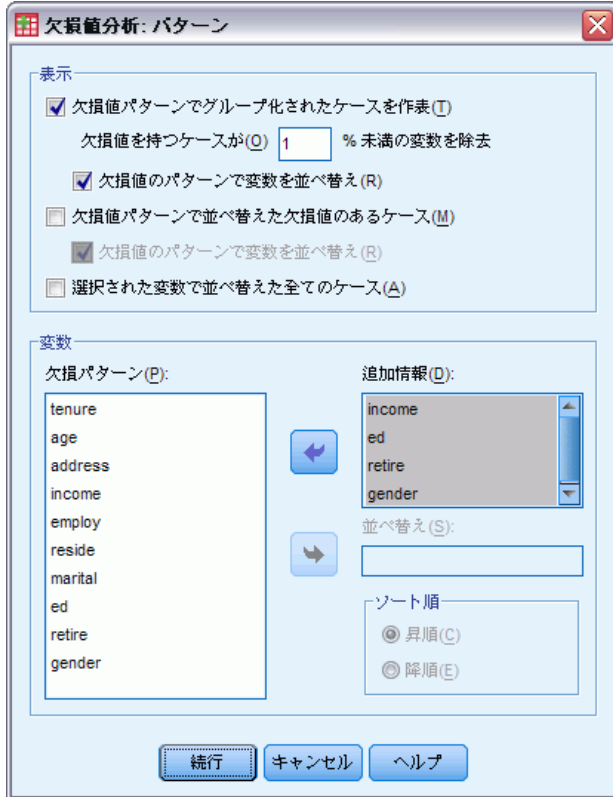 欠損値分析: パターン
表示
欠損値パターンでグループ化されたケースを作表(T)
欠損値を持つケースが(O) 1 % 未満の変数を除去
欠損値のパターンで変数を並べ替え(R)
欠損値パターンで並べ替えた欠損値のあるケース(M)
欠損値のパターンで変数を並べ替え(R)
選択された変数で並べ替えた全てのケース(A)
変数
欠損パターン(P):
tenure
age
address
income
employ
reside
marital
ed
retire
gender
追加情報(D):
income
ed
retire
gender
並べ替え(S):
ソート順
昇順(C)
降順(E)
続行 キャンセル ヘルプ